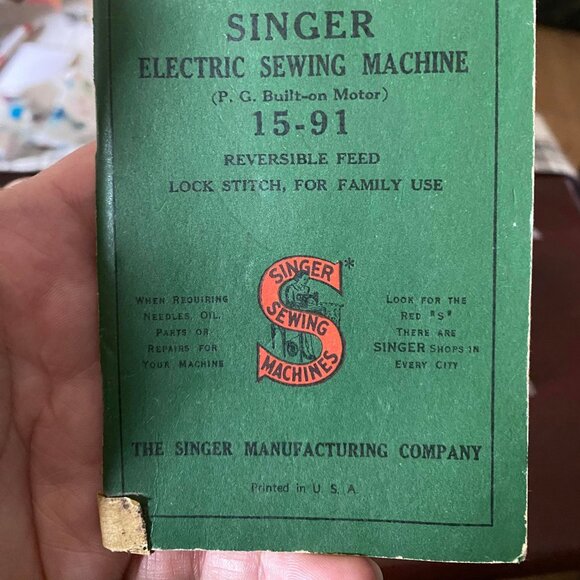 SINGER
ELECTRIC SEWING MACHINE
(P. G. Built-on Motor)
15-91
REVERSIBLE FEED
LOCK STITCH, FOR FAMILY USE
SINGER *
SEWING
MACHINES
WHEN REQUIRING
NEEDLES, OIL,
PARTS OR
REPAIRS FOR
YOUR MACHINE
LOOK FOR THE
RED "S"
THERE ARE
SINGER SHOPS IN
EVERY CITY
THE SINGER MANUFACTURING COMPANY
Printed in U. S. A.